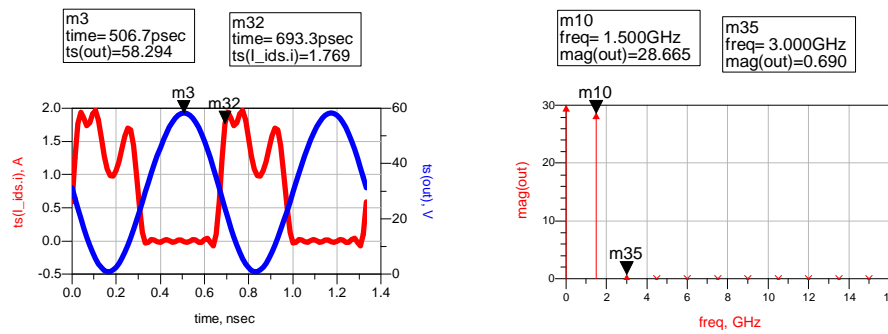 m3
time=506.7psec
ts(out)=58.294
m32
time=693.3psec
ts(I_ids.i)=1.769
m10
freq=1.500GHz
mag(out)=28.665
m35
freq=3.000GHz
mag(out)=0.690
m3
m32
2.0
1.5
1.0
0.5
0.0
-0.5
60
40
20
0
ts(I_ids.i), A
ts(out), V
0.0 0.2 0.4 0.6 0.8 1.0 1.2 1.4
time, nsec
m10
m35
30
20
10
0
mag(out)
0 2 4 6 8 10 12 14 16
freq, GHz